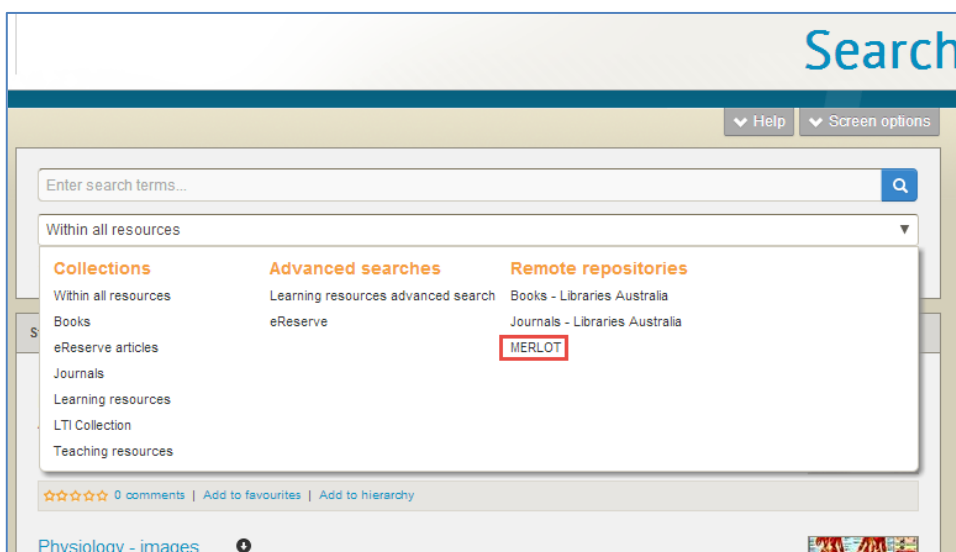 Search
Help
Screen options
Enter search terms...
Within all resources
Collections
Within all resources
Books
eReserve articles
Journals
Learning resources
LTI Collection
Teaching resources
Advanced searches
Learning resources advanced search
eReserve
Remote repositories
Books - Libraries Australia
Journals - Libraries Australia
MERLOT
0 comments | Add to favourites | Add to hierarchy
Physiology - images